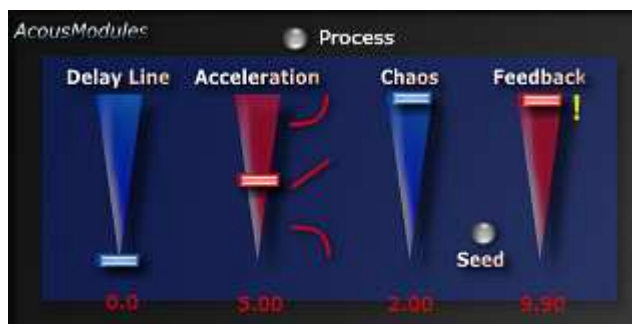 AcousModules
Process
Delay Line Acceleration Chaos Feedback
!
Seed
0.0 5.00 2.00 9.90